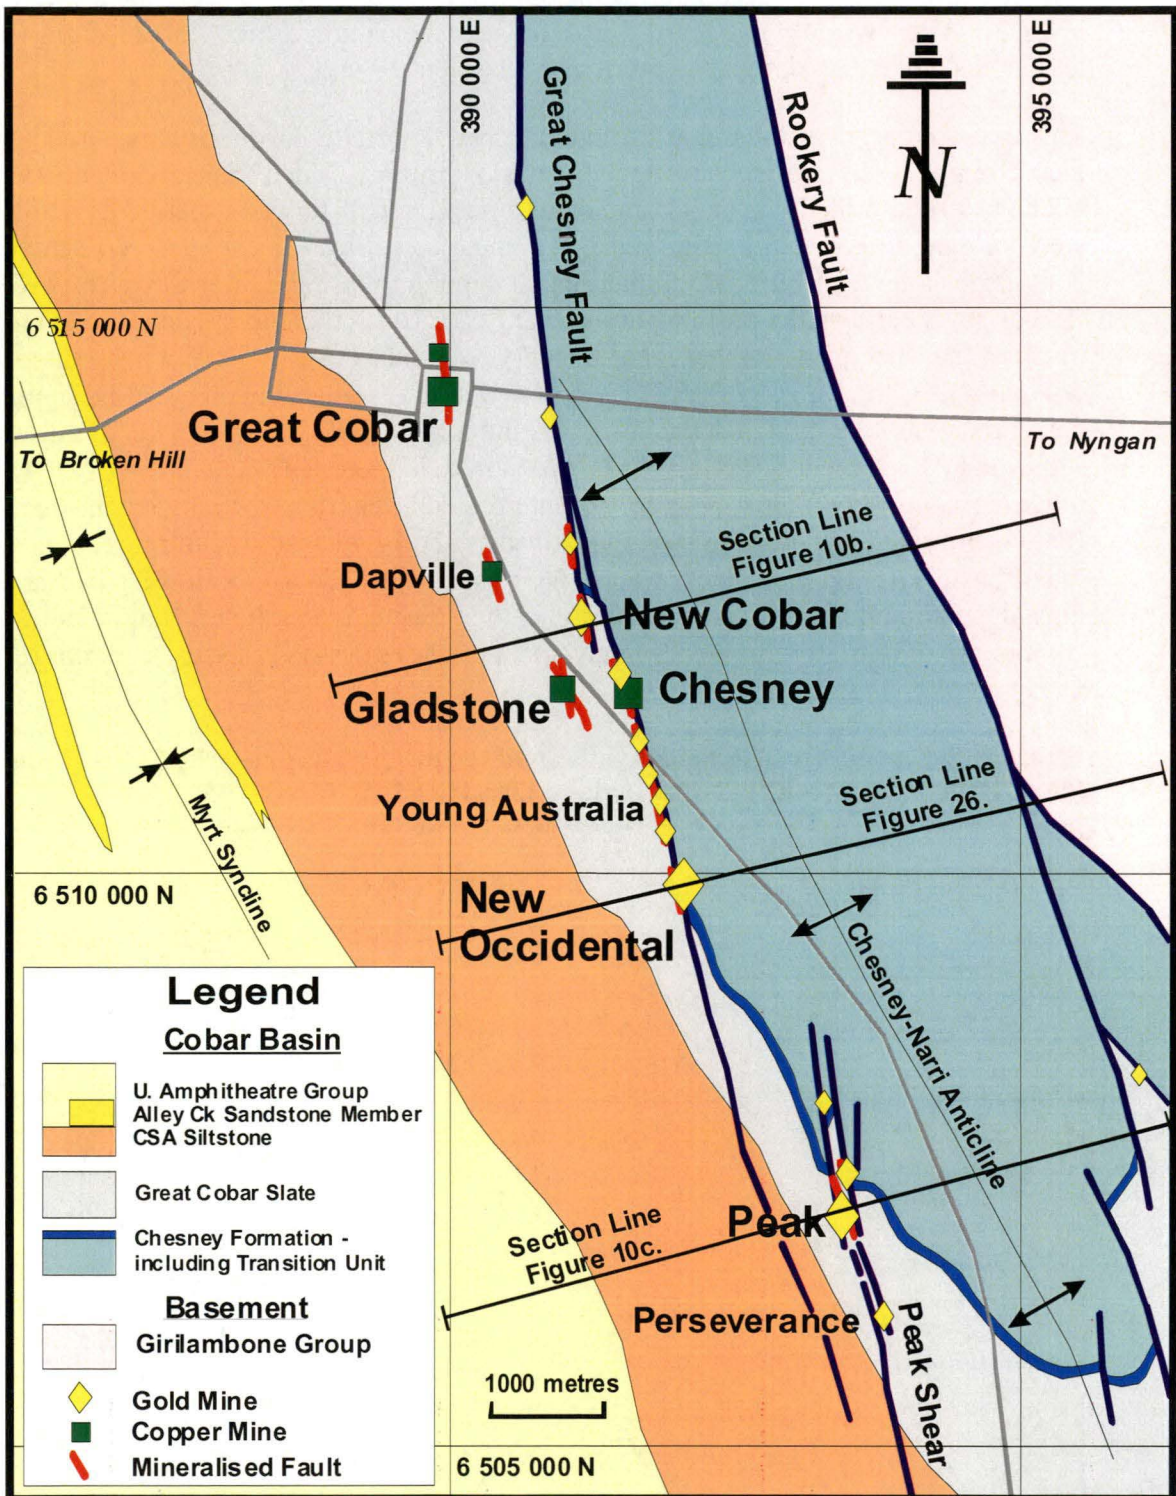 390 000 E
395 000 E
Great Chesney Fault
Rookery Fault
N
6 515 000 N
Great Cobar
To Broken Hill
To Nyngan
Section Line
Figure 10b.
Dapville
New Cobar
Gladstone
Chesney
Section Line
Figure 26.
Young Australia
Myrt Syncline
6 510 000 N
New
Occidental
Chesney-Narri Anticline
Legend
Cobar Basin
U. Amphitheatre Group
Alley Ck Sandstone Member
CSA Siltstone
Great Cobar Slate
Chesney Formation -
including Transition Unit
Basement
Girilambone Group
Gold Mine
Copper Mine
Mineralised Fault
Peak
Section Line
Figure 10c.
Perseverance
Peak Shear
1000 metres
6 505 000 N